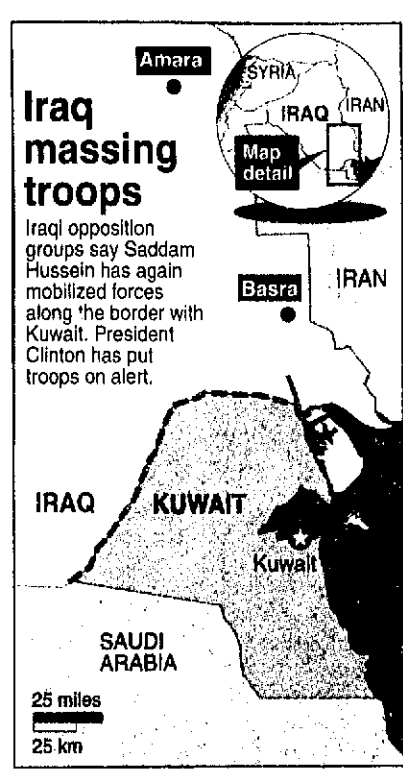 Iraq
massing
troops
Iraqi opposition
groups say Saddam
Hussein has again
mobilized forces
along the border with
Kuwait. President
Clinton has put
troops on alert.
Amara
SYRIA
IRAQ
IRAN
Map
detail
IRAN
Basra
IRAQ
KUWAIT
Kuwait
SAUDI
ARABIA
25 miles
25 km